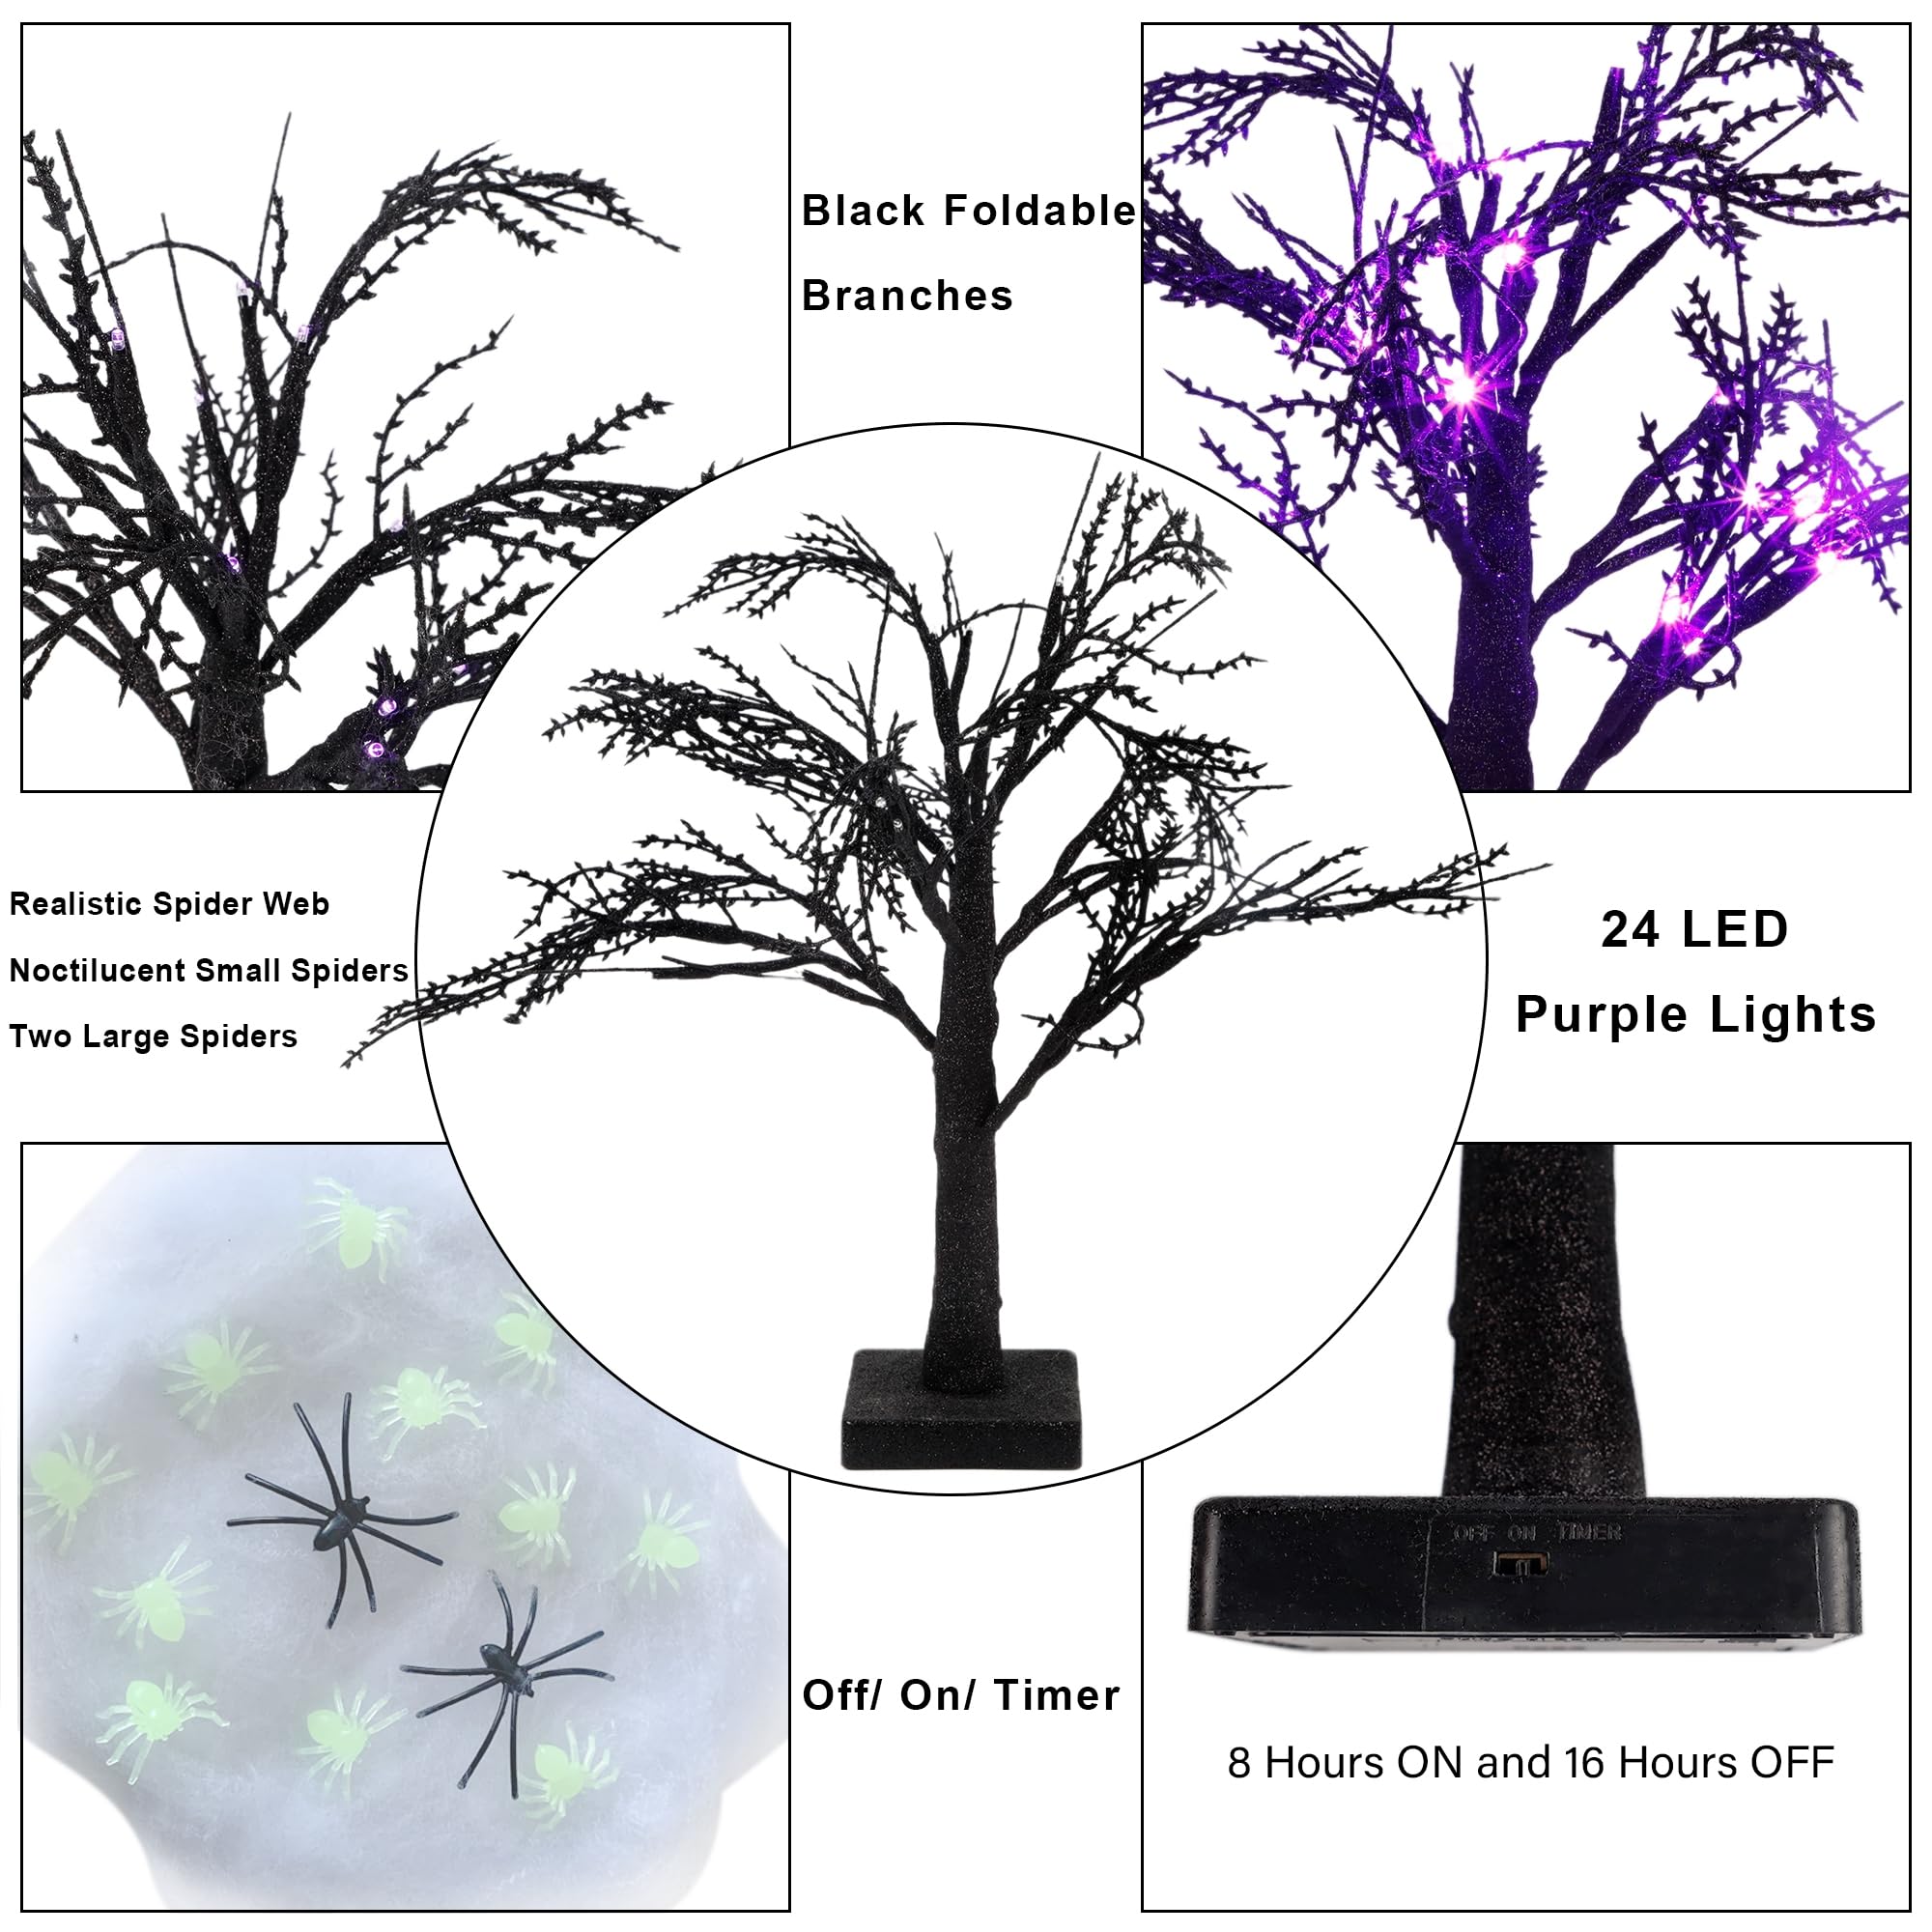 Black Foldable
Branches
Realistic Spider Web
Noctilucent Small Spiders
Two Large Spiders
24 LED
Purple Lights
OFF ON TIMER
Off/ On/ Timer
8 Hours ON and 16 Hours OFF